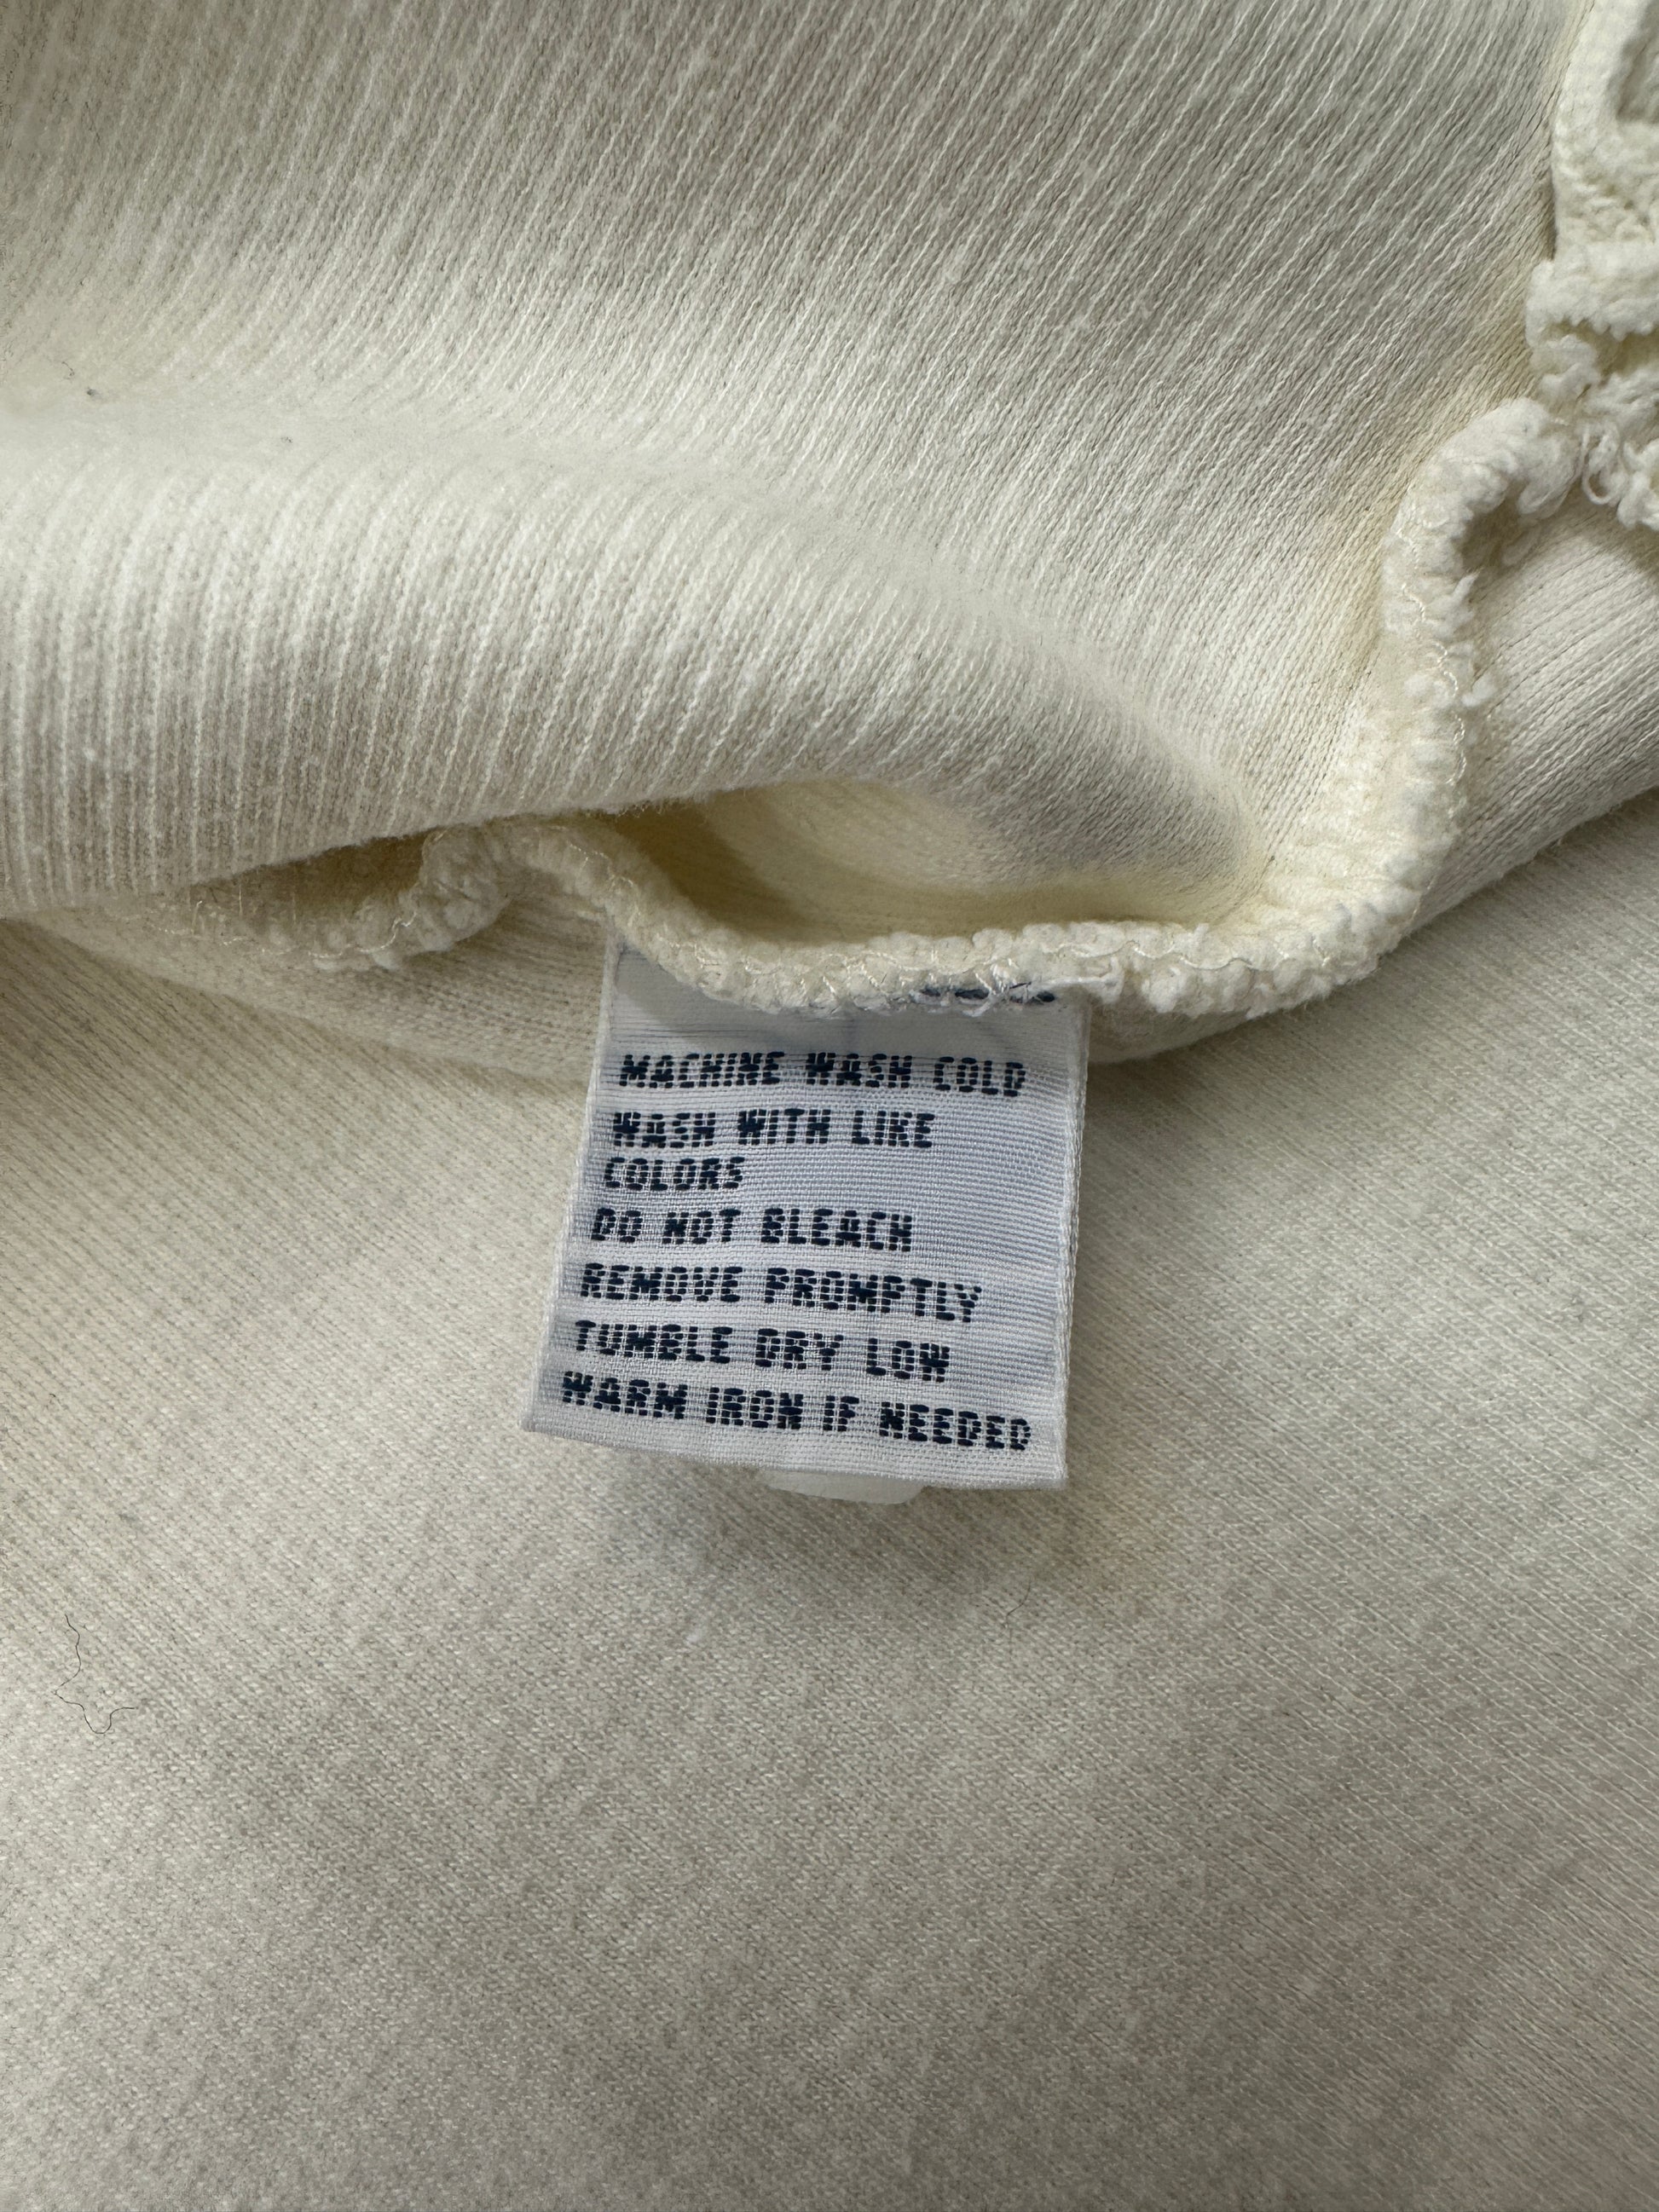 MACHINE WASH COLD
WASH WITH LIKE
COLORS
DO NOT BLEACH
REMOVE PROMPTLY
TUMBLE DRY LOW
WARM IRON IF NEEDED